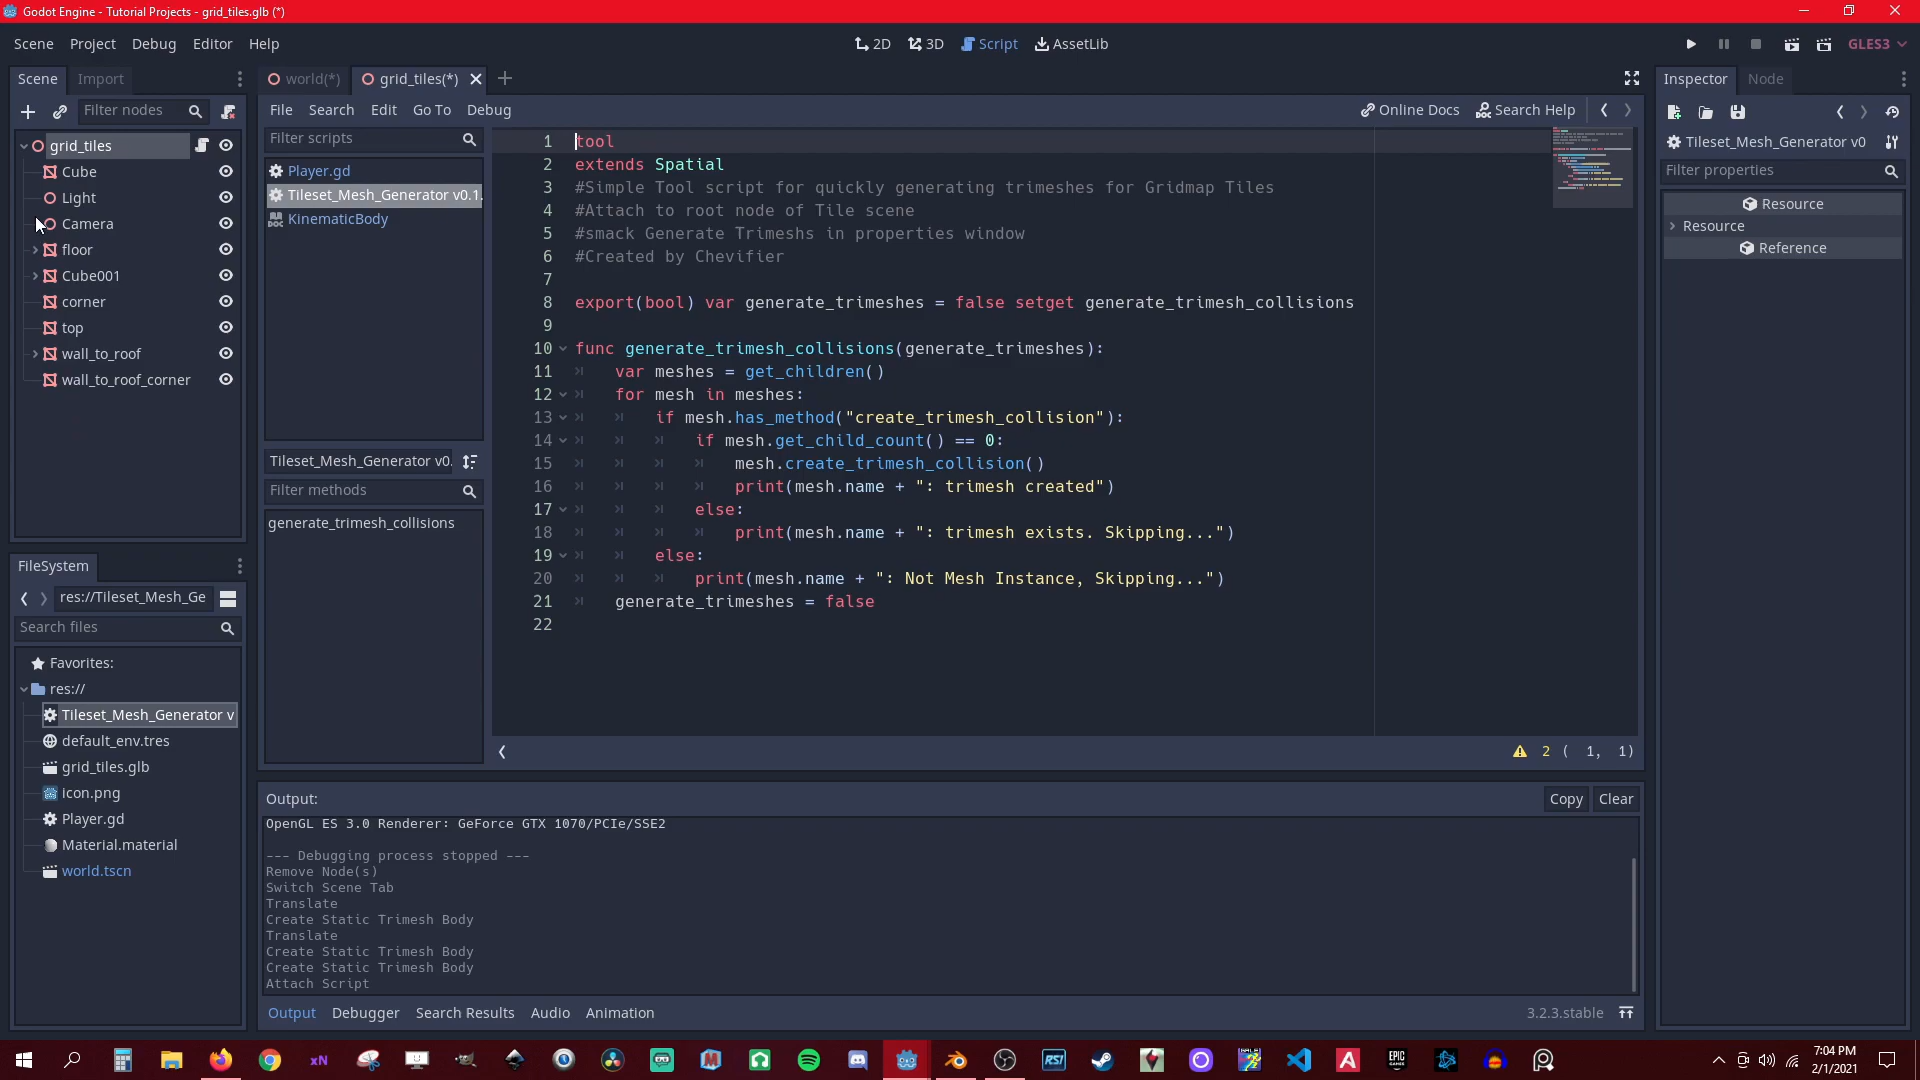 Godot Engine - Tutorial Projects - grid_tiles.glb (*)
Scene Project Debug Editor Help
2D 3D Script AssetLib
GLES3
Scene Import
Filter nodes
grid_tiles
Cube
Light
Camera
floor
Cube001
corner
top
wall_to_roof
wall_to_roof_corner
FileSystem
res://Tileset_Mesh_Ge
Search files
Favorites:
res://
Tileset_Mesh_Generator v
default_env.tres
grid_tiles.glb
icon.png
Player.gd
Material.material
world.tscn
world(*) grid_tiles(*)
File Search Edit Go To Debug
Online Docs Search Help
Filter scripts
Player.gd
Tileset_Mesh_Generator v0.1.
KinematicBody
Tileset_Mesh_Generator v0.
Filter methods
generate_trimesh_collisions
1 tool
2 extends Spatial
3 #Simple Tool script for quickly generating trimeshes for Gridmap Tiles
4 #Attach to root node of Tile scene
5 #smack Generate Trimeshs in properties window
6 #Created by Chevifier
7
8 export(bool) var generate_trimeshes = false setget generate_trimesh_collisions
9
10 func generate_trimesh_collisions(generate_trimeshes):
11 var meshes = get_children()
12 for mesh in meshes:
13 if mesh.has_method("create_trimesh_collision"):
14 if mesh.get_child_count() == 0:
15 mesh.create_trimesh_collision()
16 print(mesh.name + ": trimesh created")
17 else:
18 print(mesh.name + ": trimesh exists. Skipping...")
19 else:
20 print(mesh.name + ": Not Mesh Instance, Skipping...")
21 generate_trimeshes = false
22
2 ( 1, 1)
Output:
Copy Clear
OpenGL ES 3.0 Renderer: GeForce GTX 1070/PCIe/SSE2
--- Debugging process stopped ---
Remove Node(s)
Switch Scene Tab
Translate
Create Static Trimesh Body
Translate
Create Static Trimesh Body
Create Static Trimesh Body
Attach Script
Output Debugger Search Results Audio Animation
3.2.3.stable
Inspector Node
Tileset_Mesh_Generator v0
Filter properties
Resource
Resource
Reference
xN
RSI
EPIC GAMES
7:04 PM
2/1/2021